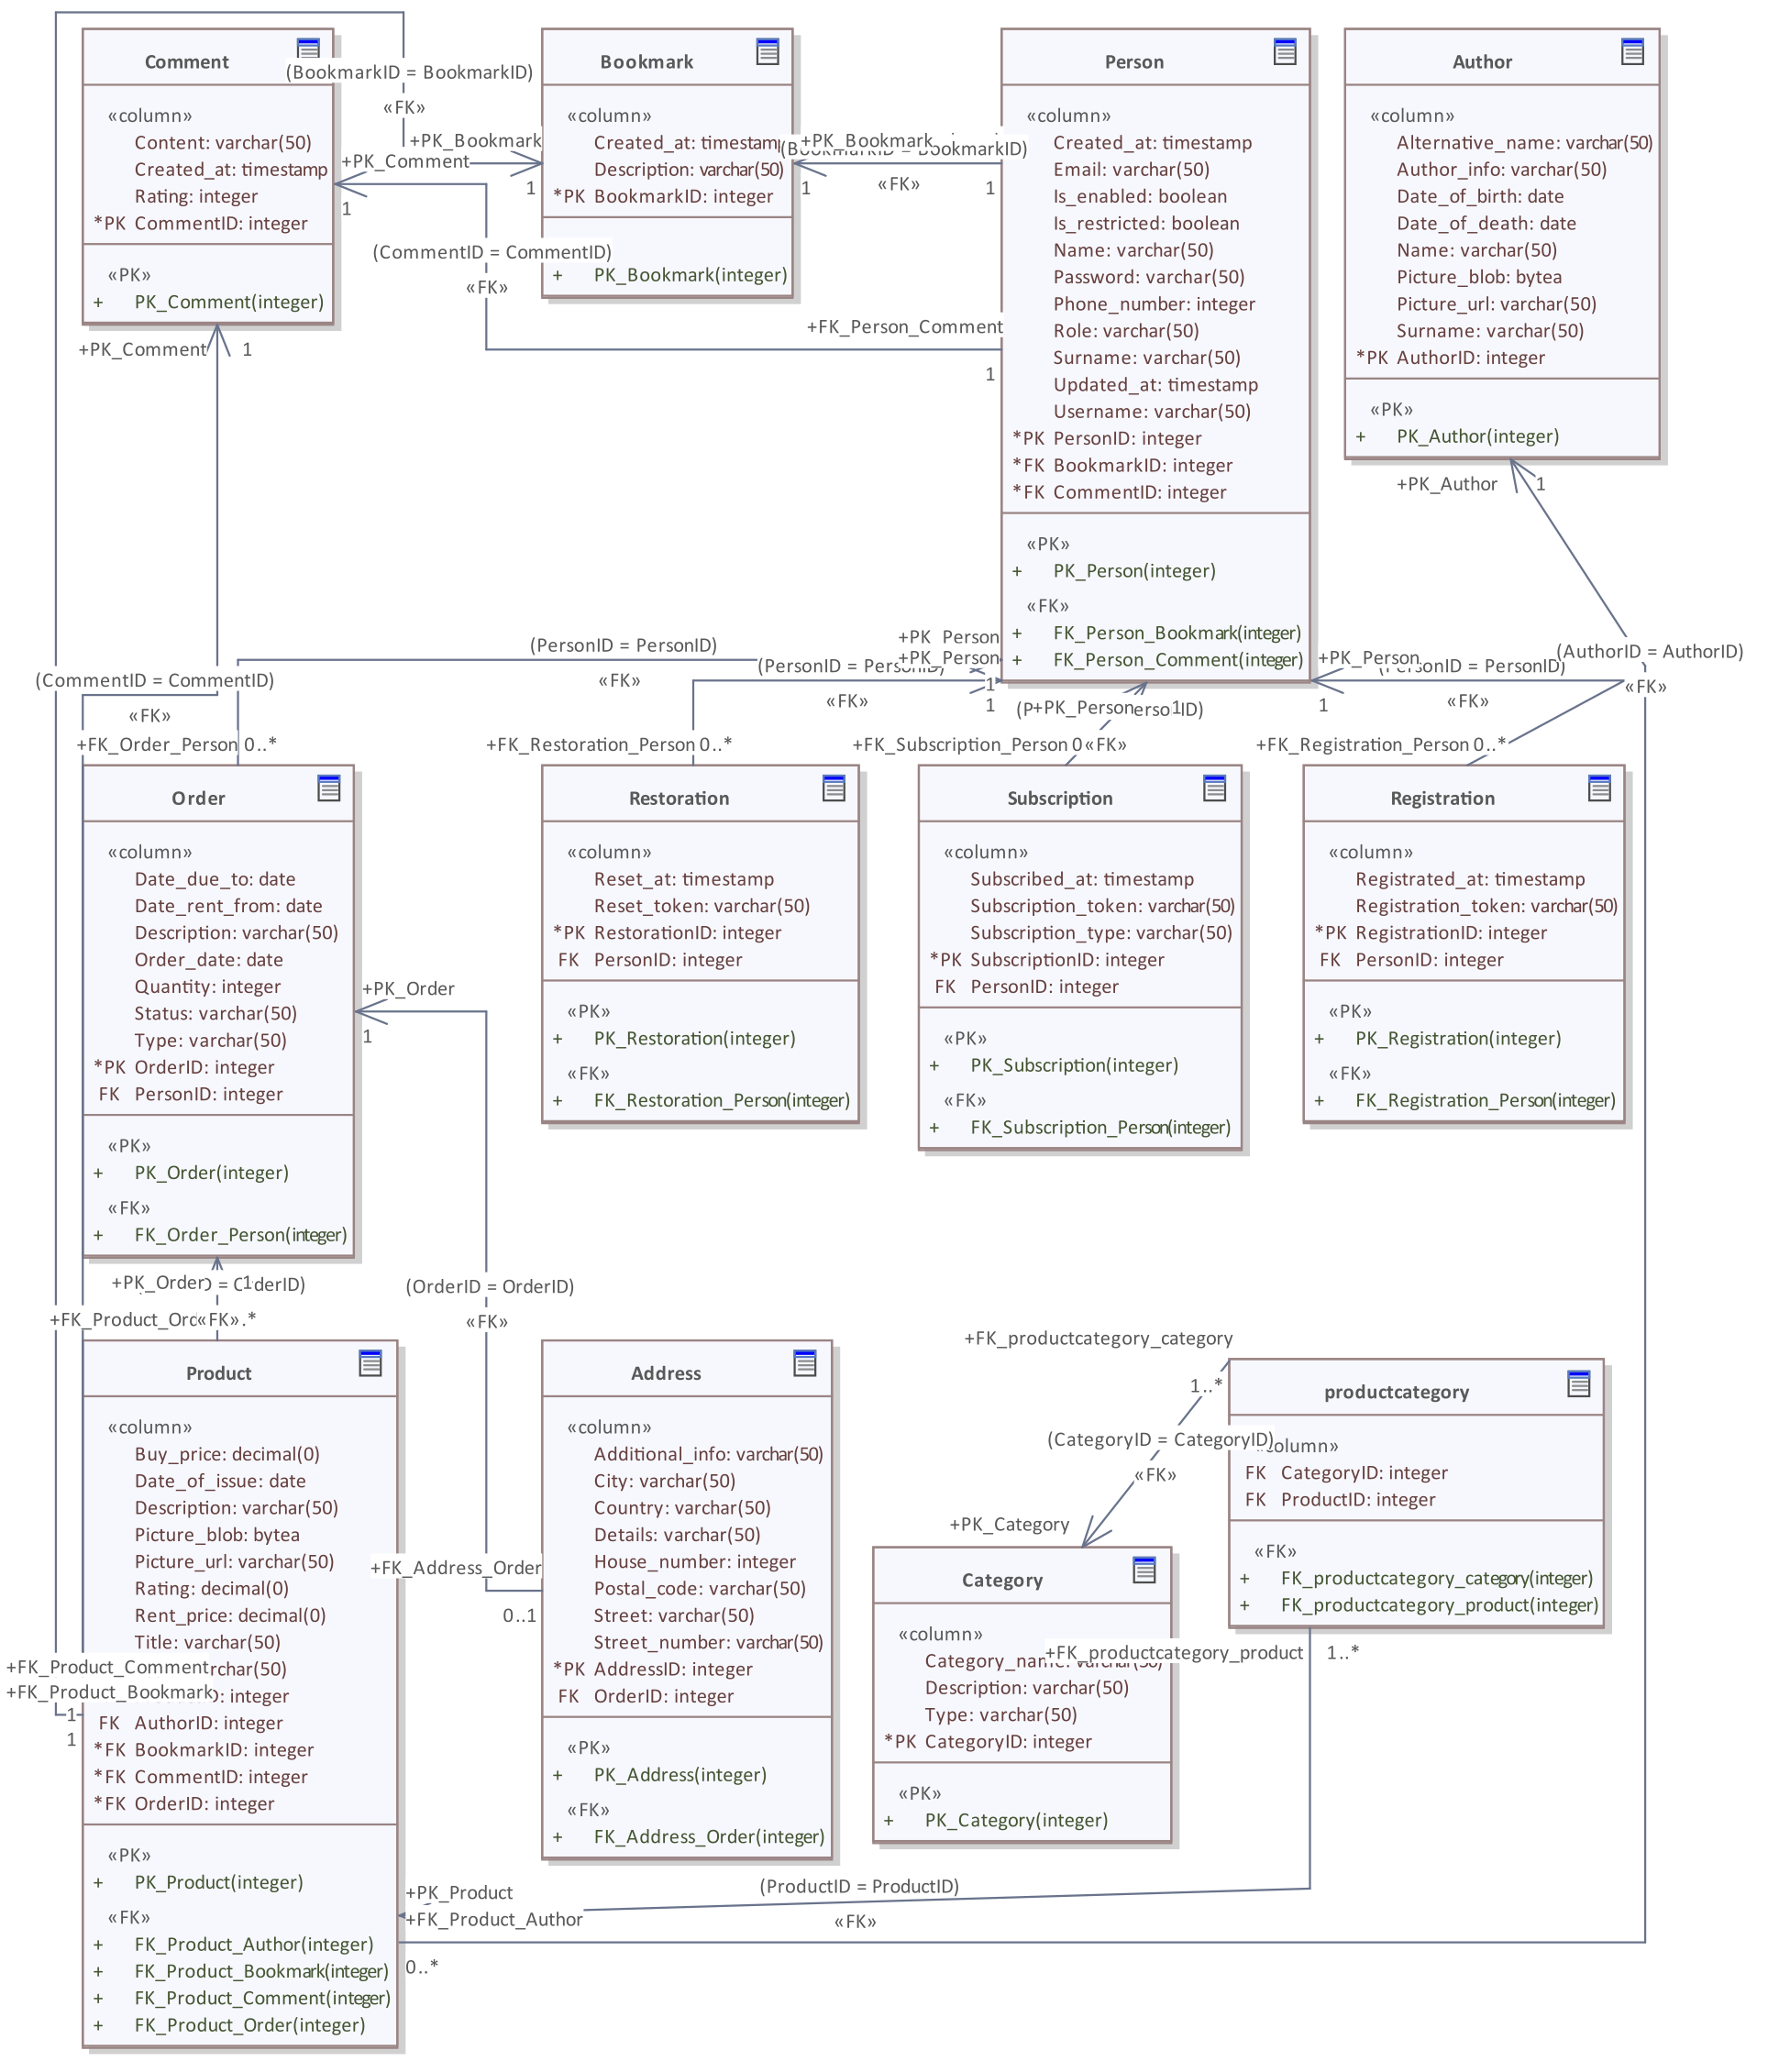 Comment
«column»
Content: varchar(50)
Created_at: timestamp
Rating: integer
*PK CommentID: integer
«PK»
+ PK_Comment(integer)
(BookmarkID = BookmarkID)
«FK»
+PK_Bookmark
1
+PK_Comment
1
(CommentID = CommentID)
«FK»
Bookmark
«column»
Created_at: timestamp
Description: varchar(50)
*PK BookmarkID: integer
+ PK_Bookmark(integer)
+PK_Bookmark
(BookmarkID = BookmarkID)
1
«FK»
1
+FK_Person_Comment
1
Person
«column»
Created_at: timestamp
Email: varchar(50)
Is_enabled: boolean
Is_restricted: boolean
Name: varchar(50)
Password: varchar(50)
Phone_number: integer
Role: varchar(50)
Surname: varchar(50)
Updated_at: timestamp
Username: varchar(50)
*PK PersonID: integer
*FK BookmarkID: integer
*FK CommentID: integer
«PK»
+ PK_Person(integer)
«FK»
+ FK_Person_Bookmark(integer)
+ FK_Person_Comment(integer)
Author
«column»
Alternative_name: varchar(50)
Author_info: varchar(50)
Date_of_birth: date
Date_of_death: date
Name: varchar(50)
Picture_blob: bytea
Picture_url: varchar(50)
Surname: varchar(50)
*PK AuthorID: integer
«PK»
+ PK_Author(integer)
+PK_Author
1
+PK_Comment
1
(CommentID = CommentID)
«FK»
(PersonID = PersonID)
«FK»
+PK_Person
+PK_Person
(PersonID = PersonID)
«FK»
1
1
+PK_Person
1
«FK»
+PK_Person
(PersonID = PersonID)
1
«FK»
(AuthorID = AuthorID)
«FK»
+FK_Order_Person 0..*
+FK_Restoration_Person 0..*
+FK_Subscription_Person 0
+FK_Registration_Person 0..*
Order
«column»
Date_due_to: date
Date_rent_from: date
Description: varchar(50)
Order_date: date
Quantity: integer
Status: varchar(50)
Type: varchar(50)
*PK OrderID: integer
FK PersonID: integer
«PK»
+ PK_Order(integer)
«FK»
+ FK_Order_Person(integer)
+PK_Order
1
Restoration
«column»
Reset_at: timestamp
Reset_token: varchar(50)
*PK RestorationID: integer
FK PersonID: integer
«PK»
+ PK_Restoration(integer)
«FK»
+ FK_Restoration_Person(integer)
Subscription
«column»
Subscribed_at: timestamp
Subscription_token: varchar(50)
Subscription_type: varchar(50)
*PK SubscriptionID: integer
FK PersonID: integer
«PK»
+ PK_Subscription(integer)
«FK»
+ FK_Subscription_Person(integer)
Registration
«column»
Registrated_at: timestamp
Registration_token: varchar(50)
*PK RegistrationID: integer
FK PersonID: integer
«PK»
+ PK_Registration(integer)
«FK»
+ FK_Registration_Person(integer)
+PK_Order
1
«FK»
(OrderID = OrderID)
«FK»
Product
«column»
Buy_price: decimal(0)
Date_of_issue: date
Description: varchar(50)
Picture_blob: bytea
Picture_url: varchar(50)
Rating: decimal(0)
Rent_price: decimal(0)
Title: varchar(50)
+FK_Product_Comment
+FK_Product_Bookmark
integer
1
1
FK AuthorID: integer
*FK BookmarkID: integer
*FK CommentID: integer
*FK OrderID: integer
«PK»
+ PK_Product(integer)
«FK»
+ FK_Product_Author(integer)
+ FK_Product_Bookmark(integer)
+ FK_Product_Comment(integer)
+ FK_Product_Order(integer)
+FK_Address_Order
0..1
Address
«column»
Additional_info: varchar(50)
City: varchar(50)
Country: varchar(50)
Details: varchar(50)
House_number: integer
Postal_code: varchar(50)
Street: varchar(50)
Street_number: varchar(50)
*PK AddressID: integer
FK OrderID: integer
«PK»
+ PK_Address(integer)
«FK»
+ FK_Address_Order(integer)
+FK_productcategory_category
1..*
(CategoryID = CategoryID)
«FK»
+PK_Category
productcategory
FK CategoryID: integer
FK ProductID: integer
«FK»
+ FK_productcategory_category(integer)
+ FK_productcategory_product(integer)
+FK_productcategory_product
1..*
Category
«column»
Description: varchar(50)
Type: varchar(50)
*PK CategoryID: integer
«PK»
+ PK_Category(integer)
+PK_Product
(ProductID = ProductID)
+FK_Product_Author
«FK»
0..*